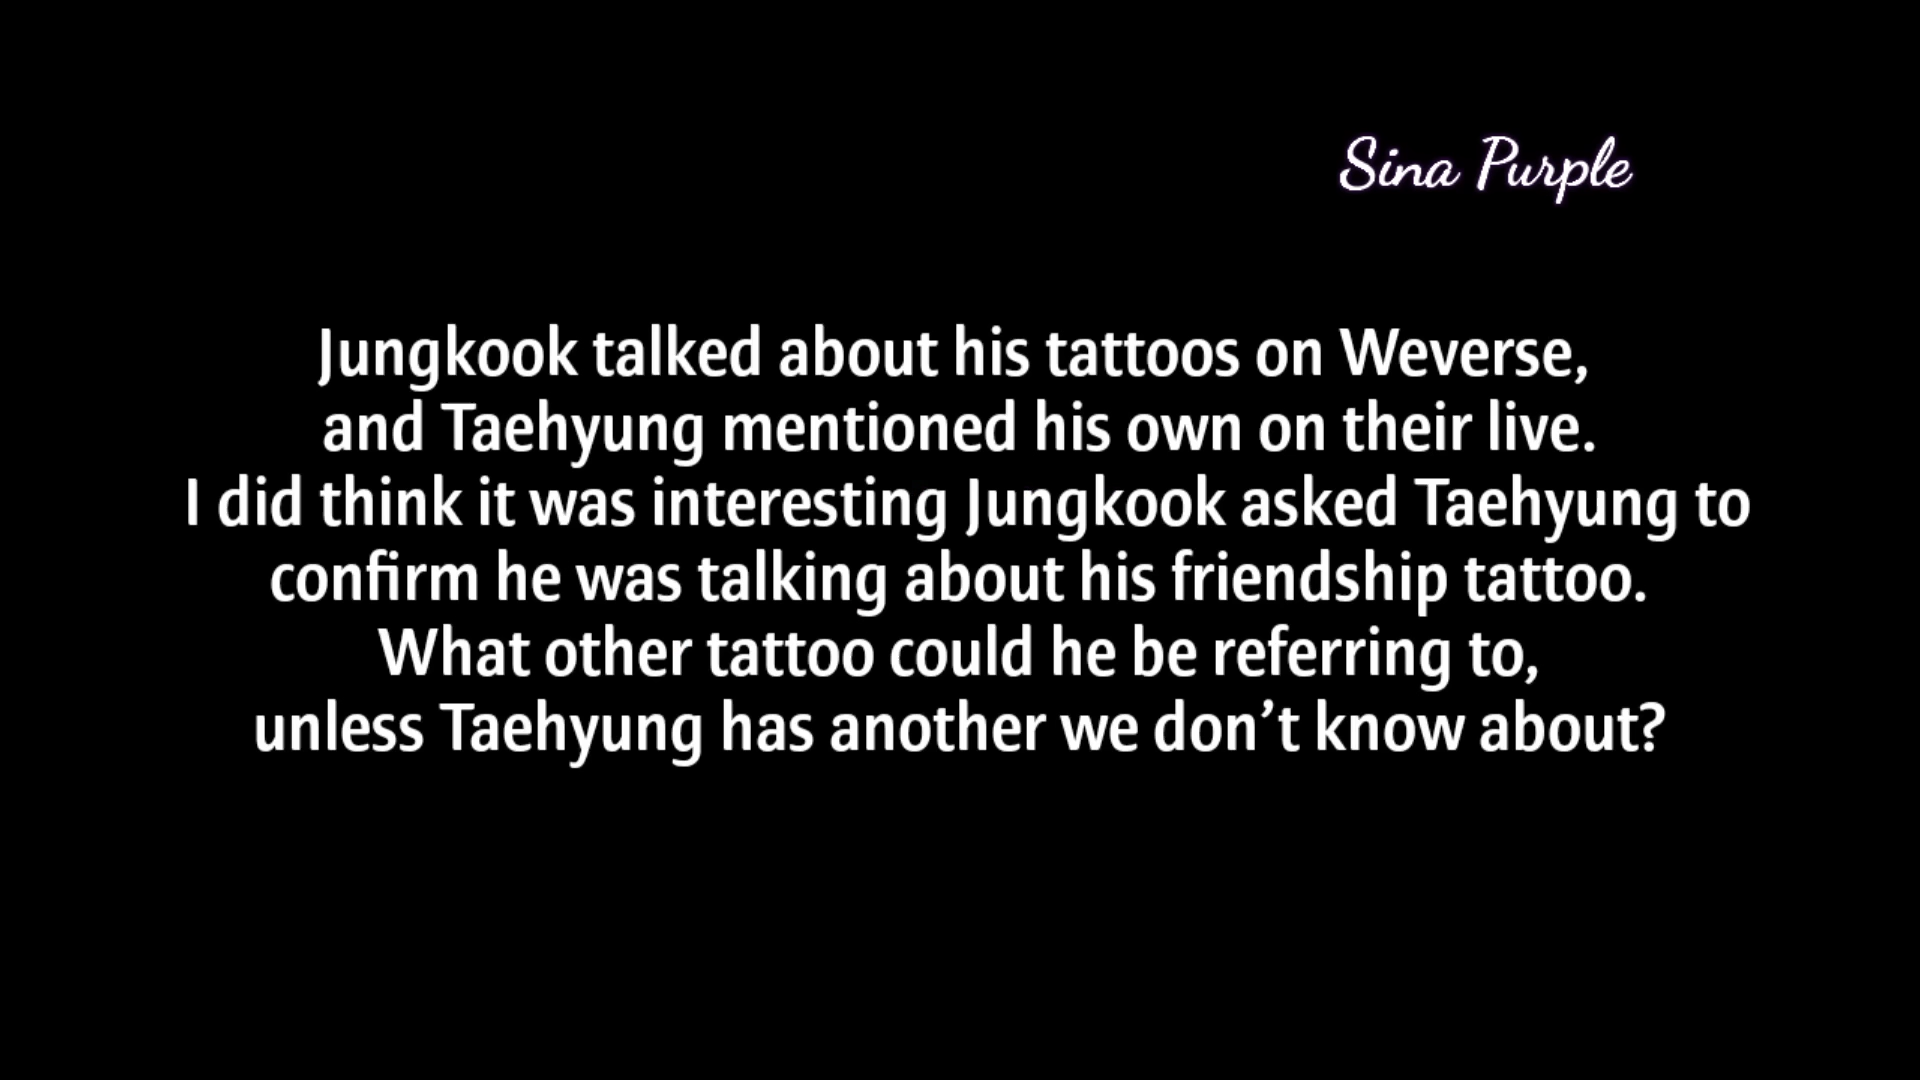 Sina Purple
Jungkook talked about his tattoos on Weverse,
and Taehyung mentioned his own on their live.
I did think it was interesting Jungkook asked Taehyung to
confirm he was talking about his friendship tattoo.
What other tattoo could he be referring to,
unless Taehyung has another we don’t know about?